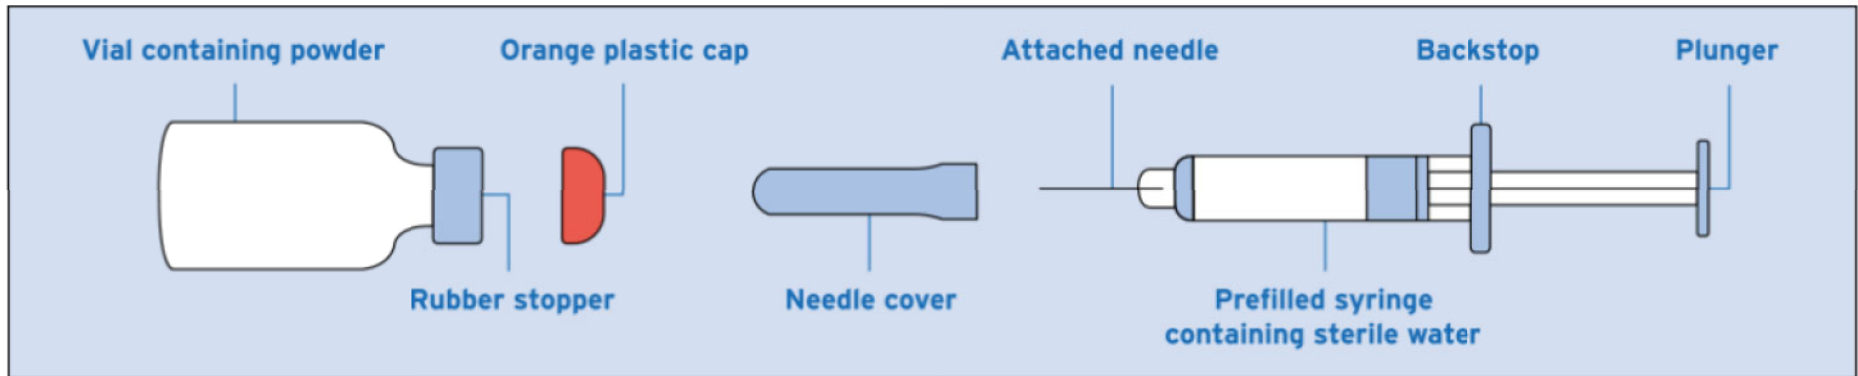 Vial containing powder
Orange plastic cap
Attached needle
Backstop
Plunger
Rubber stopper
Needle cover
Prefilled syringe
containing sterile water